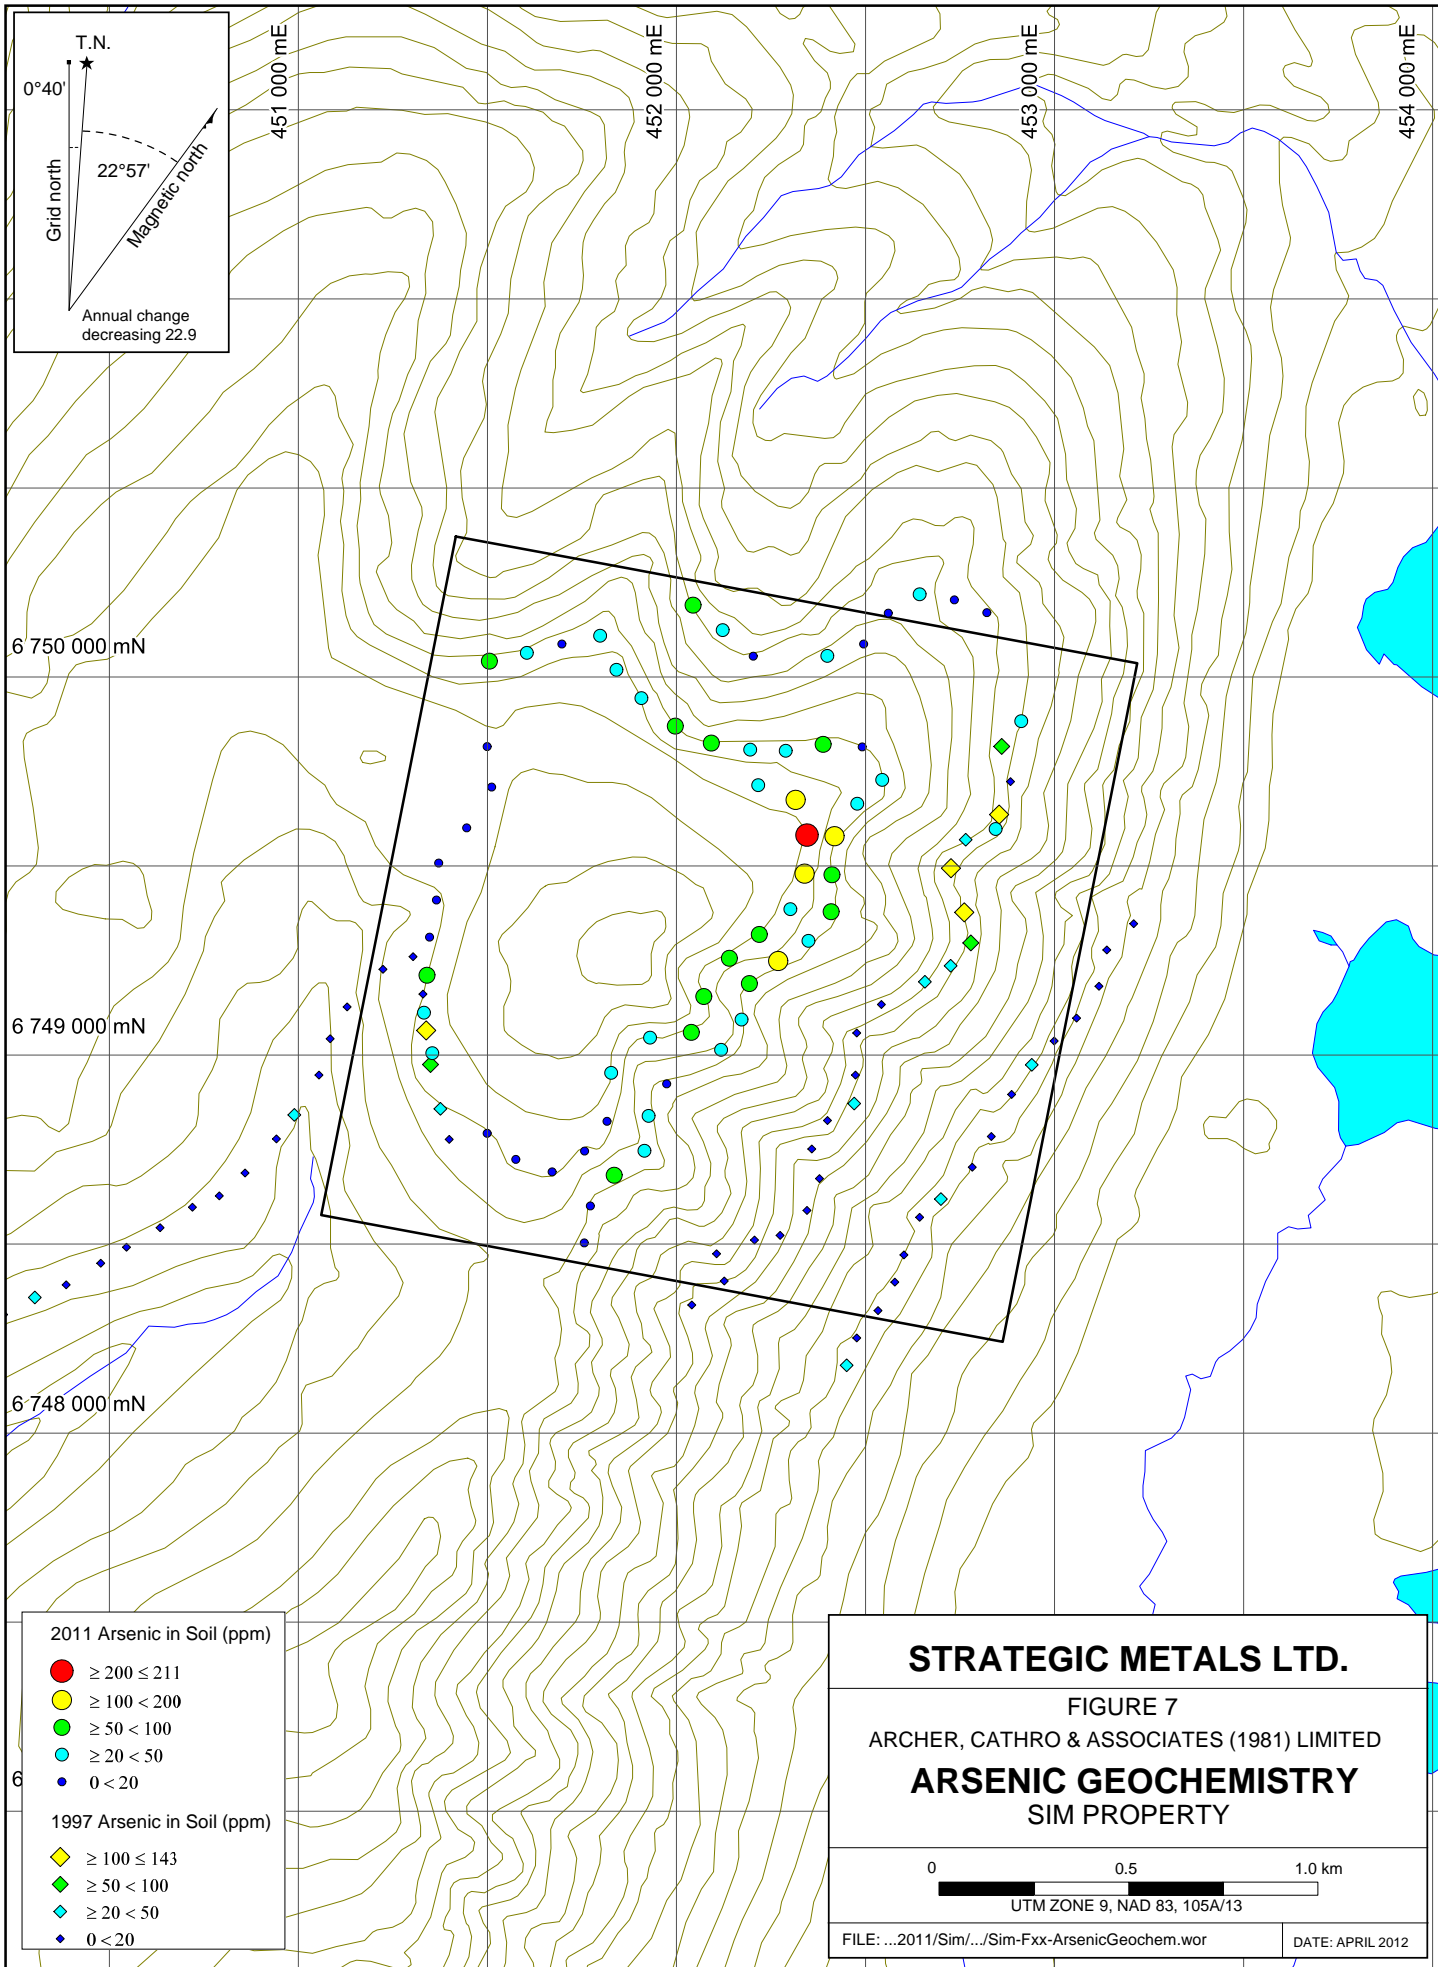 T.N.
0°40'
Grid north
22°57'
Magnetic north
Annual change
decreasing 22.9
451 000 mE
452 000 mE
453 000 mE
454 000 mE
6 750 000 mN
6 749 000 mN
6 748 000 mN
6
2011 Arsenic in Soil (ppm)
≥ 200 ≤ 211
≥ 100 < 200
≥ 50 < 100
≥ 20 < 50
0 < 20
1997 Arsenic in Soil (ppm)
≥ 100 ≤ 143
≥ 50 < 100
≥ 20 < 50
0 < 20
STRATEGIC METALS LTD.
FIGURE 7
ARCHER, CATHRO & ASSOCIATES (1981) LIMITED
ARSENIC GEOCHEMISTRY
SIM PROPERTY
0 0.5 1.0 km
UTM ZONE 9, NAD 83, 105A/13
FILE: ...2011/Sim/.../Sim-Fxx-ArsenicGeochem.wor
DATE: APRIL 2012